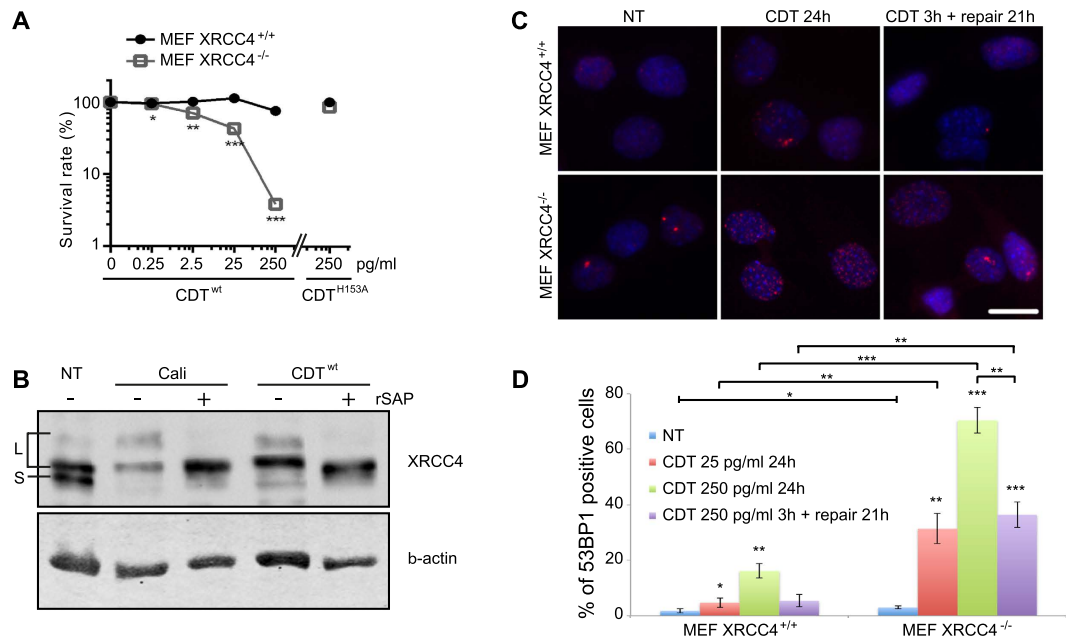 A
MEF XRCC4+/+
MEF XRCC4-/-
Survival rate (%)
100
10
1
*
**
***
***
0 0.25 2.5 25 250 250 pg/ml
CDTwt CDTH153A
B
NT Cali CDTwt
- - + - + rSAP
L
S
XRCC4
b-actin
C
NT CDT 24h CDT 3h + repair 21h
MEF XRCC4+/+
MEF XRCC4-/-
D
**
***
**
**
*
% of 53BP1 positive cells
80
60
40
20
0
NT
CDT 25 pg/ml 24h
CDT 250 pg/ml 24h
CDT 250 pg/ml 3h + repair 21h
*
**
**
***
***
MEF XRCC4+/+ MEF XRCC4-/-